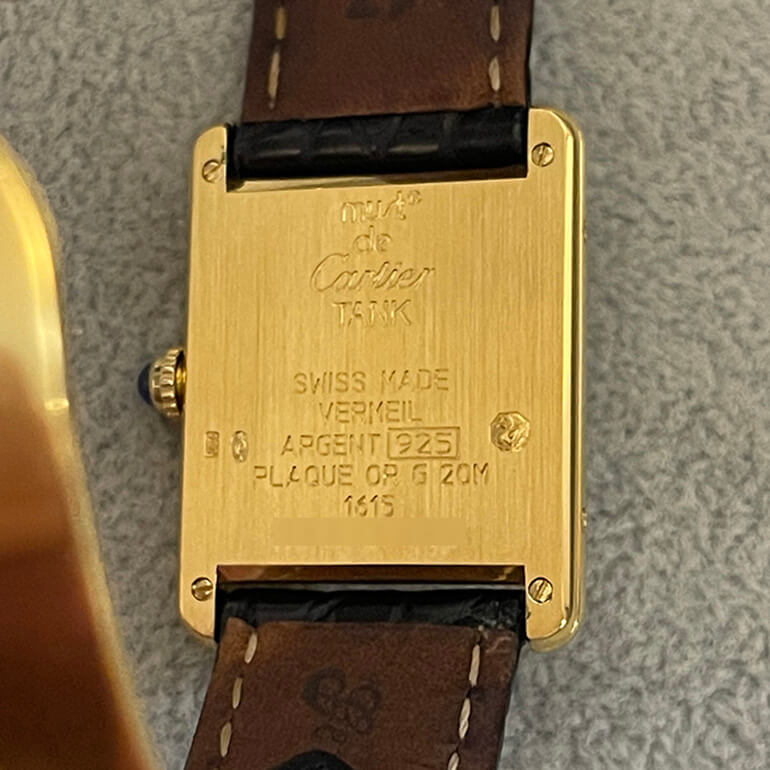 must®
de
Cartier
TANK
SWISS MADE
VERMEIL
ARGENT 925
PLAQUE OR G 20M
1615